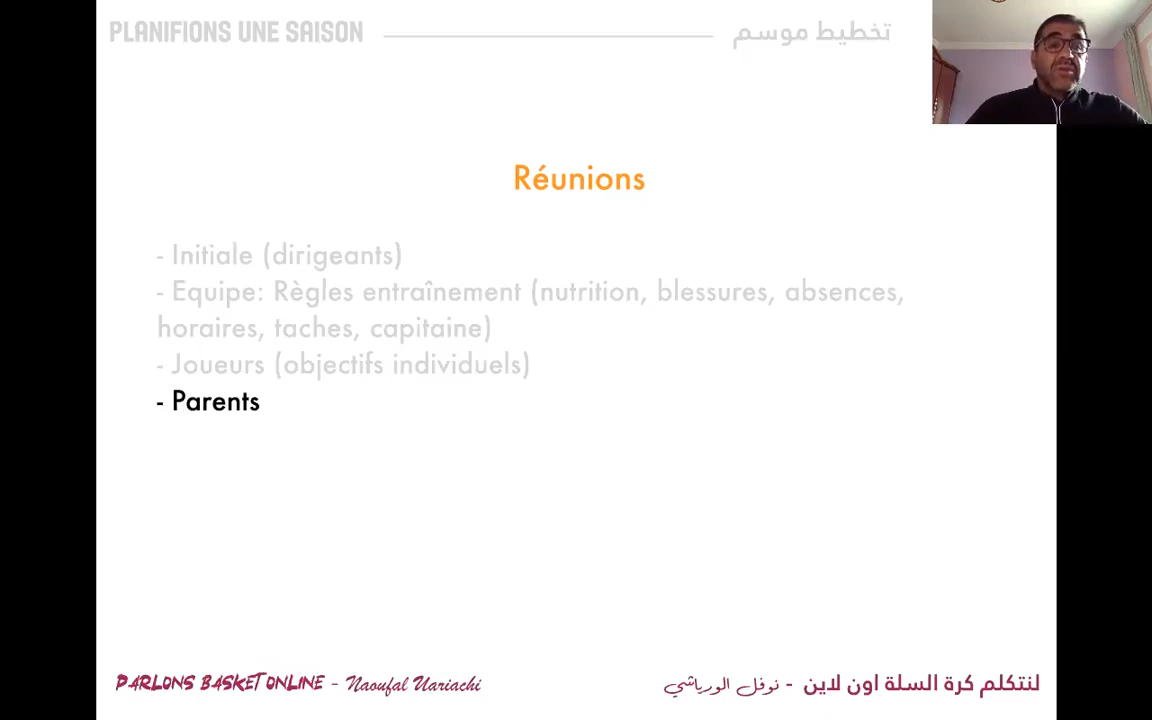 PLANIFIONS UNE SAISON
تخطيط موسم
Réunions
- Initiale (dirigeants)
- Equipe: Règles entraînement (nutrition, blessures, absences,
horaires, taches, capitaine)
- Joueurs (objectifs individuels)
- Parents
PARLONS BASKET ONLINE - Naoufal Uariachi
لنتكلم كرة السلة اون لاين - نوفل الورياشي